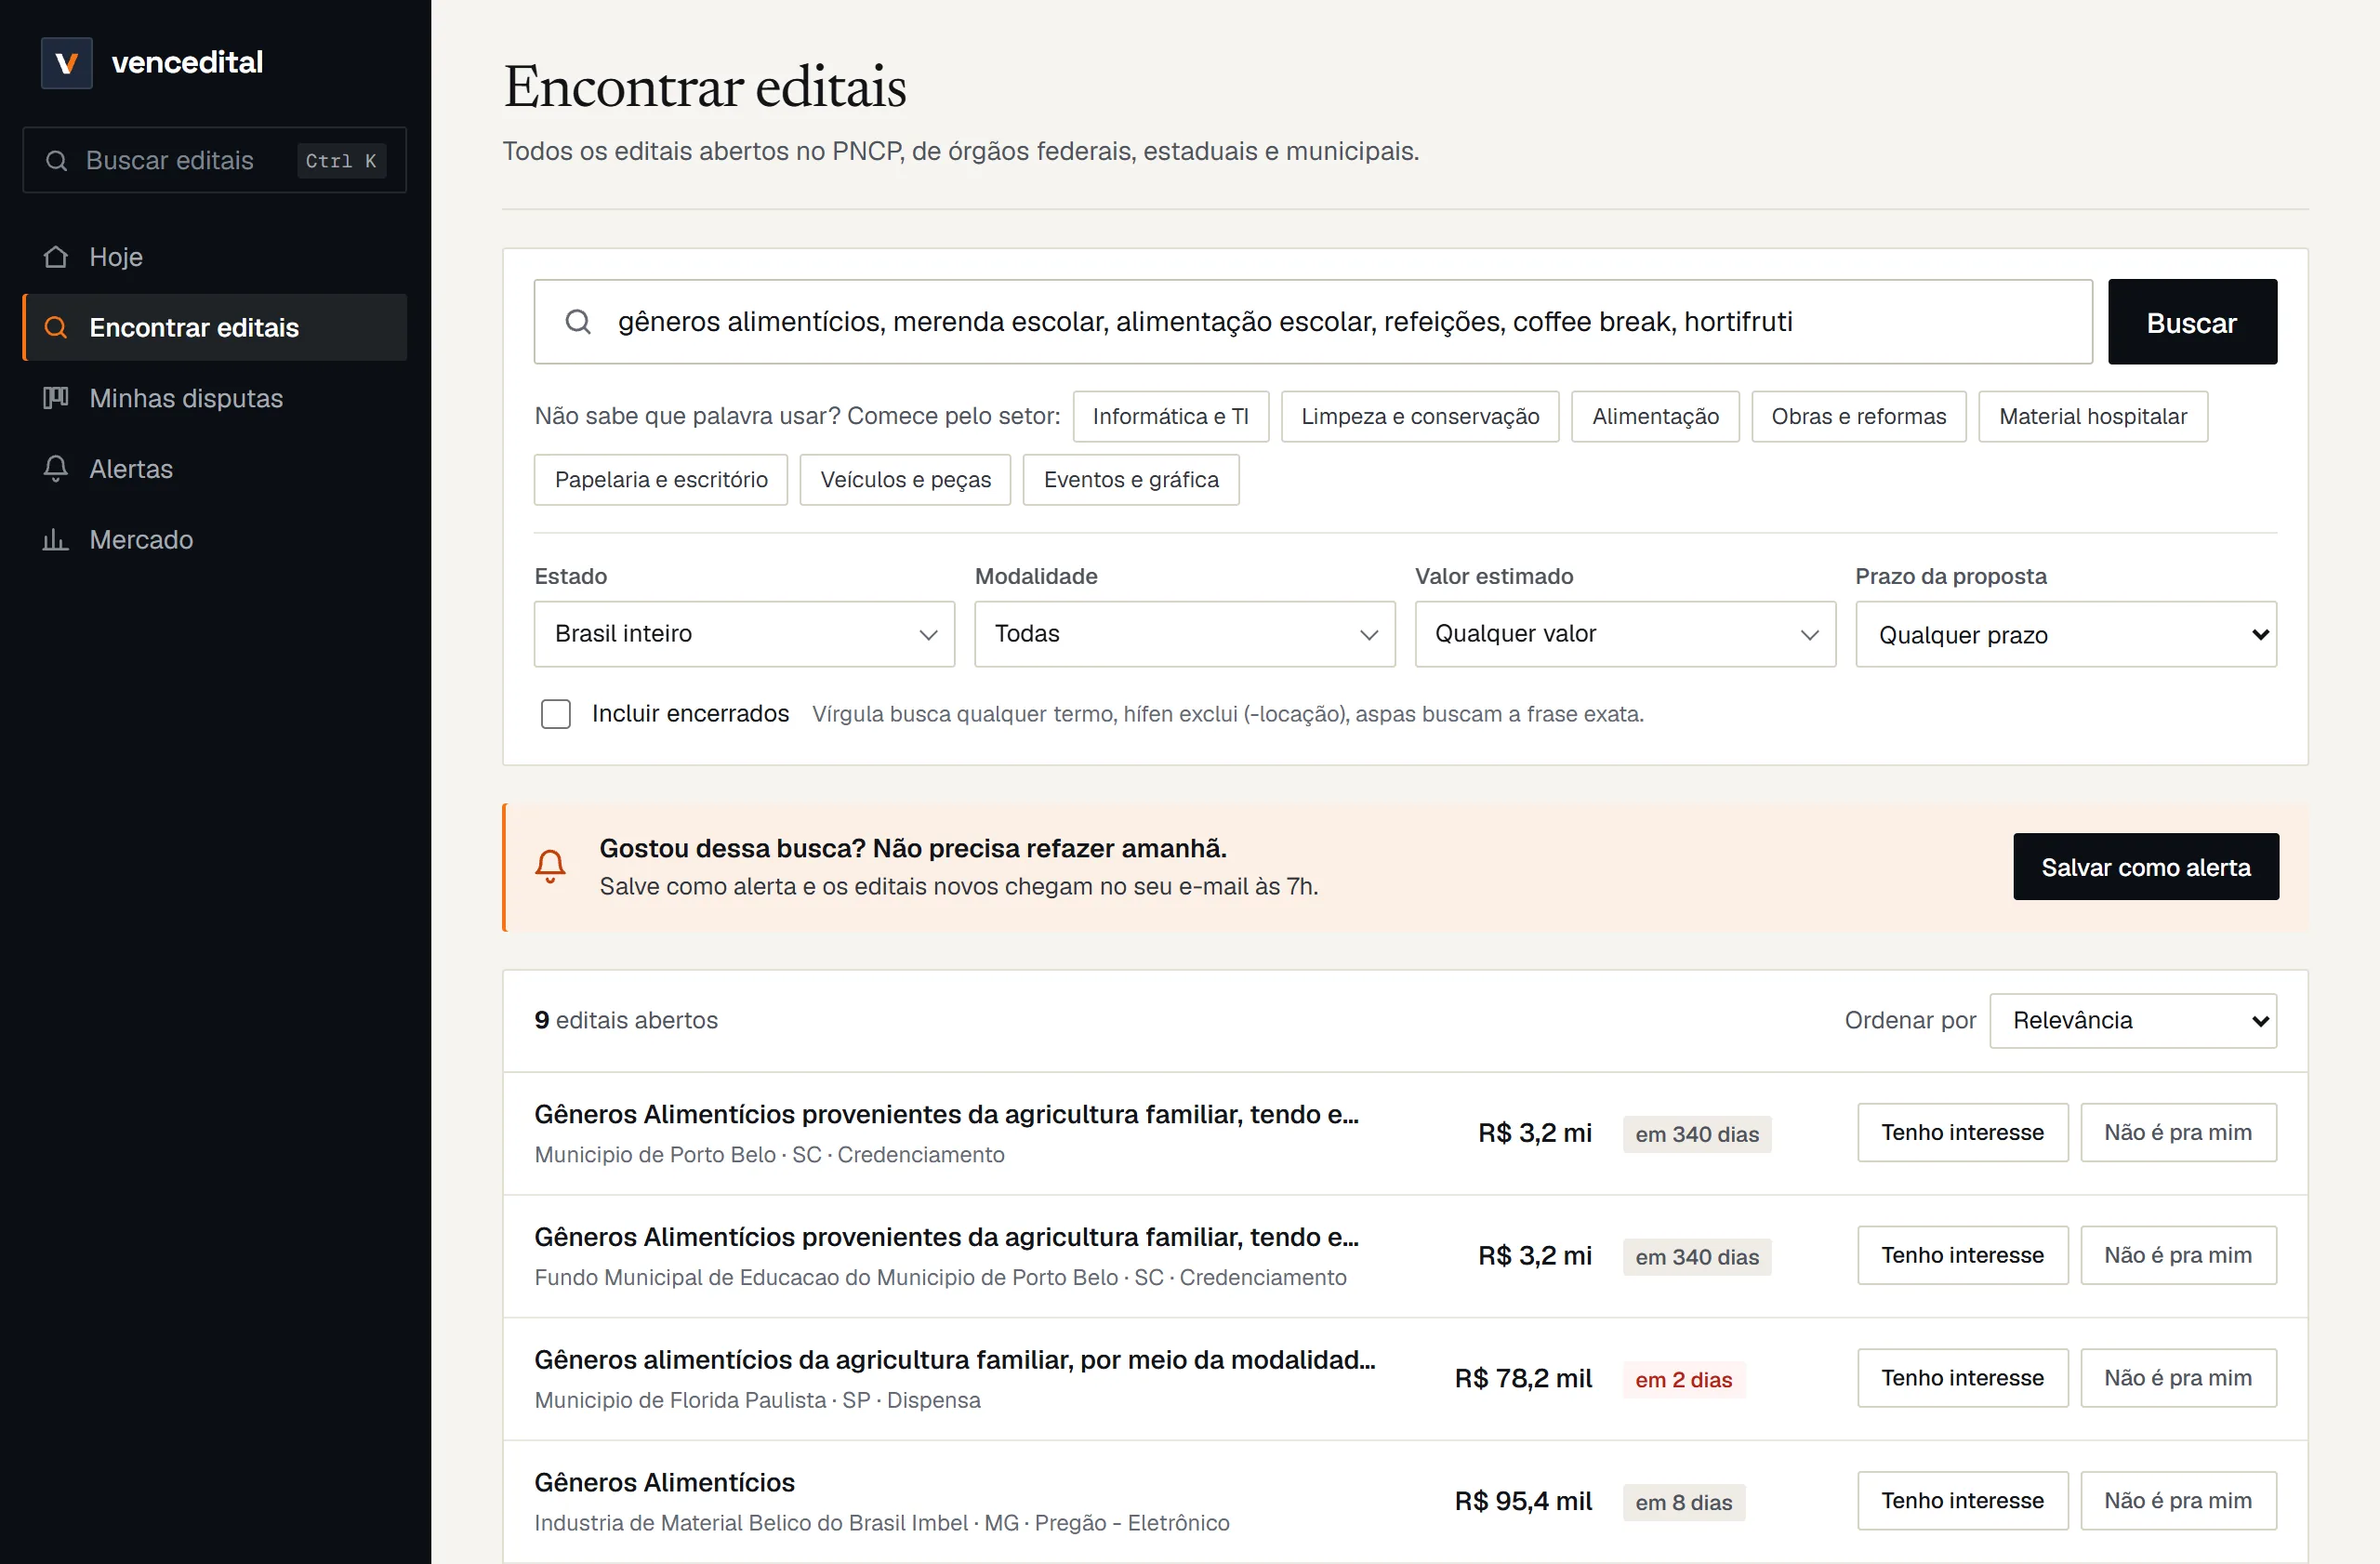 vencedital
Buscar editais Ctrl K
Hoje
Encontrar editais
Minhas disputas
Alertas
Mercado
Encontrar editais
Todos os editais abertos no PNCP, de órgãos federais, estaduais e municipais.
gêneros alimentícios, merenda escolar, alimentação escolar, refeições, coffee break, hortifruti
Buscar
Não sabe que palavra usar? Comece pelo setor: Informática e TI Limpeza e conservação Alimentação Obras e reformas Material hospitalar
Papelaria e escritório Veículos e peças Eventos e gráfica
Estado Modalidade Valor estimado Prazo da proposta
Brasil inteiro Todas Qualquer valor Qualquer prazo
Incluir encerrados Vírgula busca qualquer termo, hífen exclui (-locação), aspas buscam a frase exata.
Gostou dessa busca? Não precisa refazer amanhã.
Salve como alerta e os editais novos chegam no seu e-mail às 7h.
Salvar como alerta
9 editais abertos Ordenar por Relevância
Gêneros Alimentícios provenientes da agricultura familiar, tendo e...
Municipio de Porto Belo · SC · Credenciamento
R$ 3,2 mi em 340 dias Tenho interesse Não é pra mim
Gêneros Alimentícios provenientes da agricultura familiar, tendo e...
Fundo Municipal de Educacao do Municipio de Porto Belo · SC · Credenciamento
R$ 3,2 mi em 340 dias Tenho interesse Não é pra mim
Gêneros alimentícios da agricultura familiar, por meio da modalidad...
Municipio de Florida Paulista · SP · Dispensa
R$ 78,2 mil em 2 dias Tenho interesse Não é pra mim
Gêneros Alimentícios
Industria de Material Belico do Brasil Imbel · MG · Pregão - Eletrônico
R$ 95,4 mil em 8 dias Tenho interesse Não é pra mim